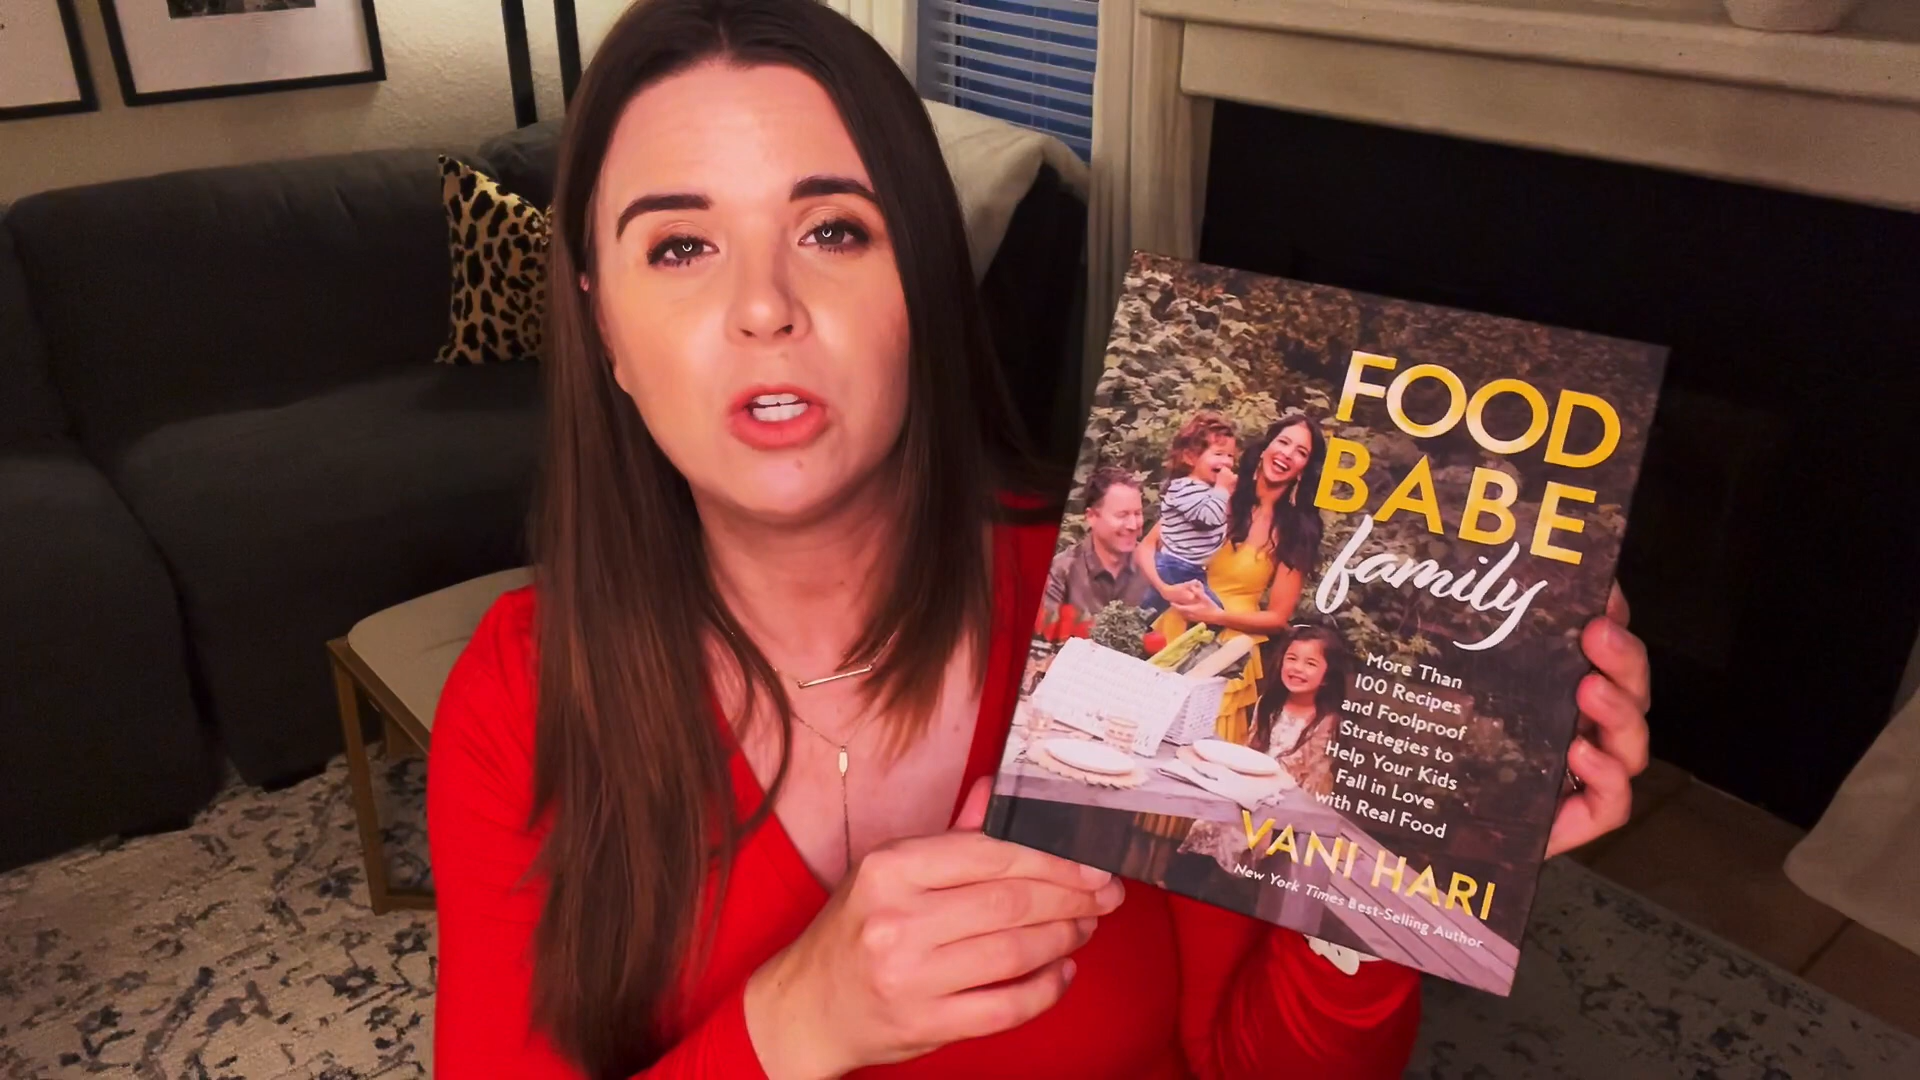 FOOD
BABE
family
More Than
100 Recipes
and Foolproof
Strategies to
Help Your Kids
Fall in Love
with Real Food
VANI HARI
New York Times Best-Selling Author